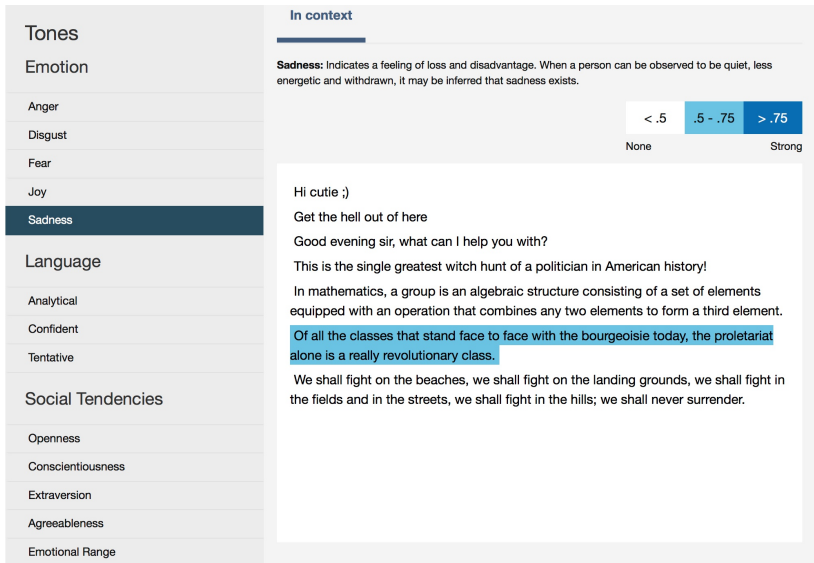 Tones
Emotion
Anger
Disgust
Fear
Joy
Sadness
Language
Analytical
Confident
Tentative
Social Tendencies
Openness
Conscientiousness
Extraversion
Agreeableness
Emotional Range
In context
Sadness: Indicates a feeling of loss and disadvantage. When a person can be observed to be quiet, less
energetic and withdrawn, it may be inferred that sadness exists.
< .5 .5 - .75 > .75
None Strong
Hi cutie ;)
Get the hell out of here
Good evening sir, what can I help you with?
This is the single greatest witch hunt of a politician in American history!
In mathematics, a group is an algebraic structure consisting of a set of elements
equipped with an operation that combines any two elements to form a third element.
Of all the classes that stand face to face with the bourgeoisie today, the proletariat
alone is a really revolutionary class.
We shall fight on the beaches, we shall fight on the landing grounds, we shall fight in
the fields and in the streets, we shall fight in the hills; we shall never surrender.